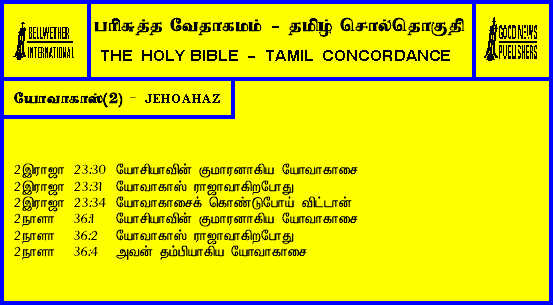 BELLWETHER
INTERNATIONAL
பரிசுத்த வேதாகமம் - தமிழ் சொல்தொகுதி
THE HOLY BIBLE - TAMIL CONCORDANCE
GOOD NEWS
PUBLISHERS
யோவாகாஸ்(2) - JEHOAHAZ
2இராஜா 23:30 யோசியாவின் குமாரனாகிய யோவாகாசை
2இராஜா 23:31 யோவாகாஸ் ராஜாவாகிறபோது
2இராஜா 23:34 யோவாகாசைக் கொண்டுபோய் விட்டான்
2நாளா 36:1 யோசியாவின் குமாரனாகிய யோவாகாசை
2நாளா 36:2 யோவாகாஸ் ராஜாவாகிறபோது
2நாளா 36:4 அவன் தம்பியாகிய யோவாகாசை